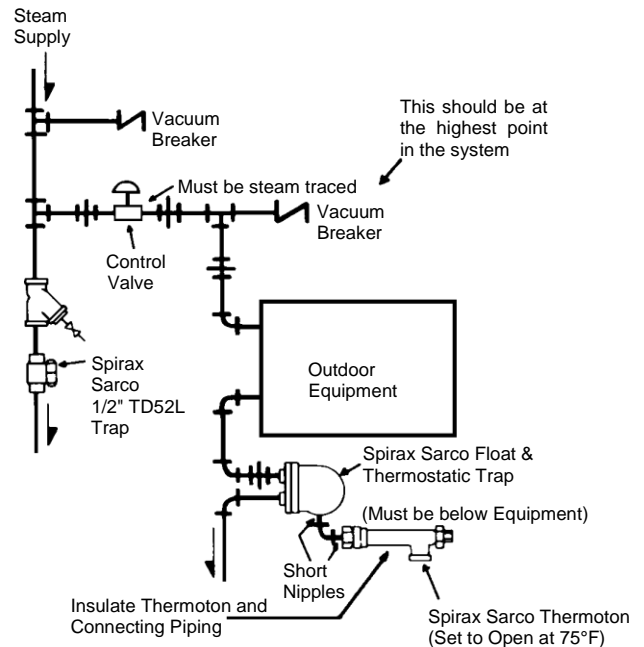 Steam
Supply
Vacuum
Breaker
This should be at
the highest point
in the system
Must be steam traced
Vacuum
Breaker
Control
Valve
Spirax
Sarco
1/2" TD52L
Trap
Outdoor
Equipment
Spirax Sarco Float &
Thermostatic Trap
(Must be below Equipment)
Short
Nipples
Insulate Thermoton and
Connecting Piping
Spirax Sarco Thermoton
(Set to Open at 75°F)